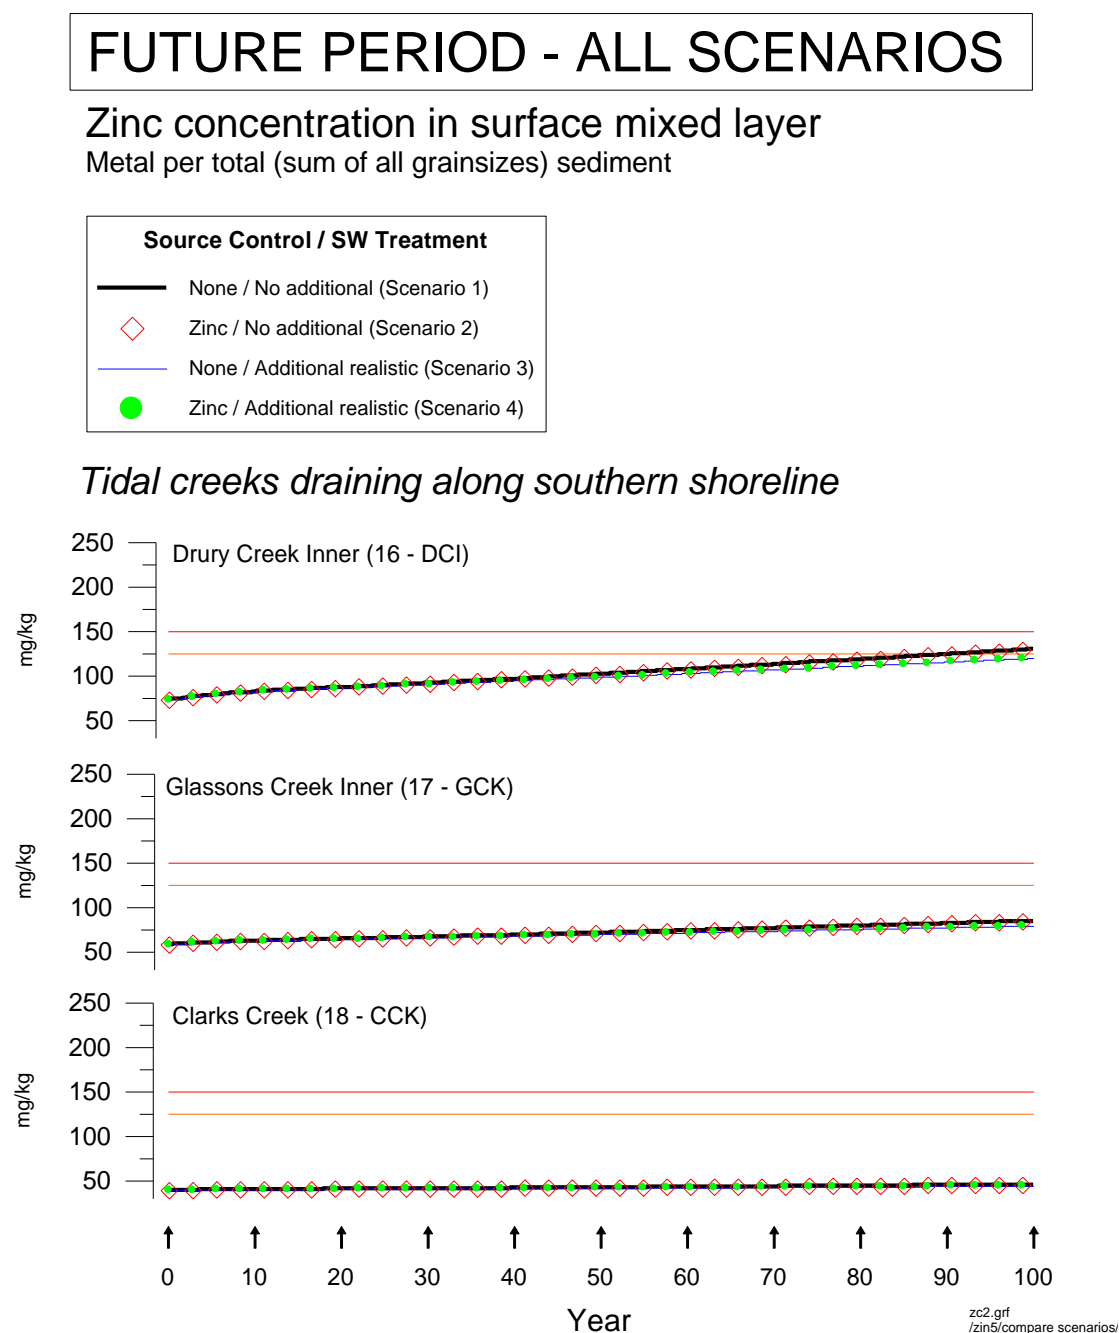 FUTURE PERIOD - ALL SCENARIOS
Zinc concentration in surface mixed layer
Metal per total (sum of all grainsizes) sediment
Source Control / SW Treatment
None / No additional (Scenario 1)
Zinc / No additional (Scenario 2)
None / Additional realistic (Scenario 3)
Zinc / Additional realistic (Scenario 4)
Tidal creeks draining along southern shoreline
Drury Creek Inner (16 - DCI)
250
200
150
100
50
mg/kg
Glassons Creek Inner (17 - GCK)
250
200
150
100
50
mg/kg
Clarks Creek (18 - CCK)
250
200
150
100
50
mg/kg
0 10 20 30 40 50 60 70 80 90 100
Year
zc2.grf
/zin5/compare scenarios/